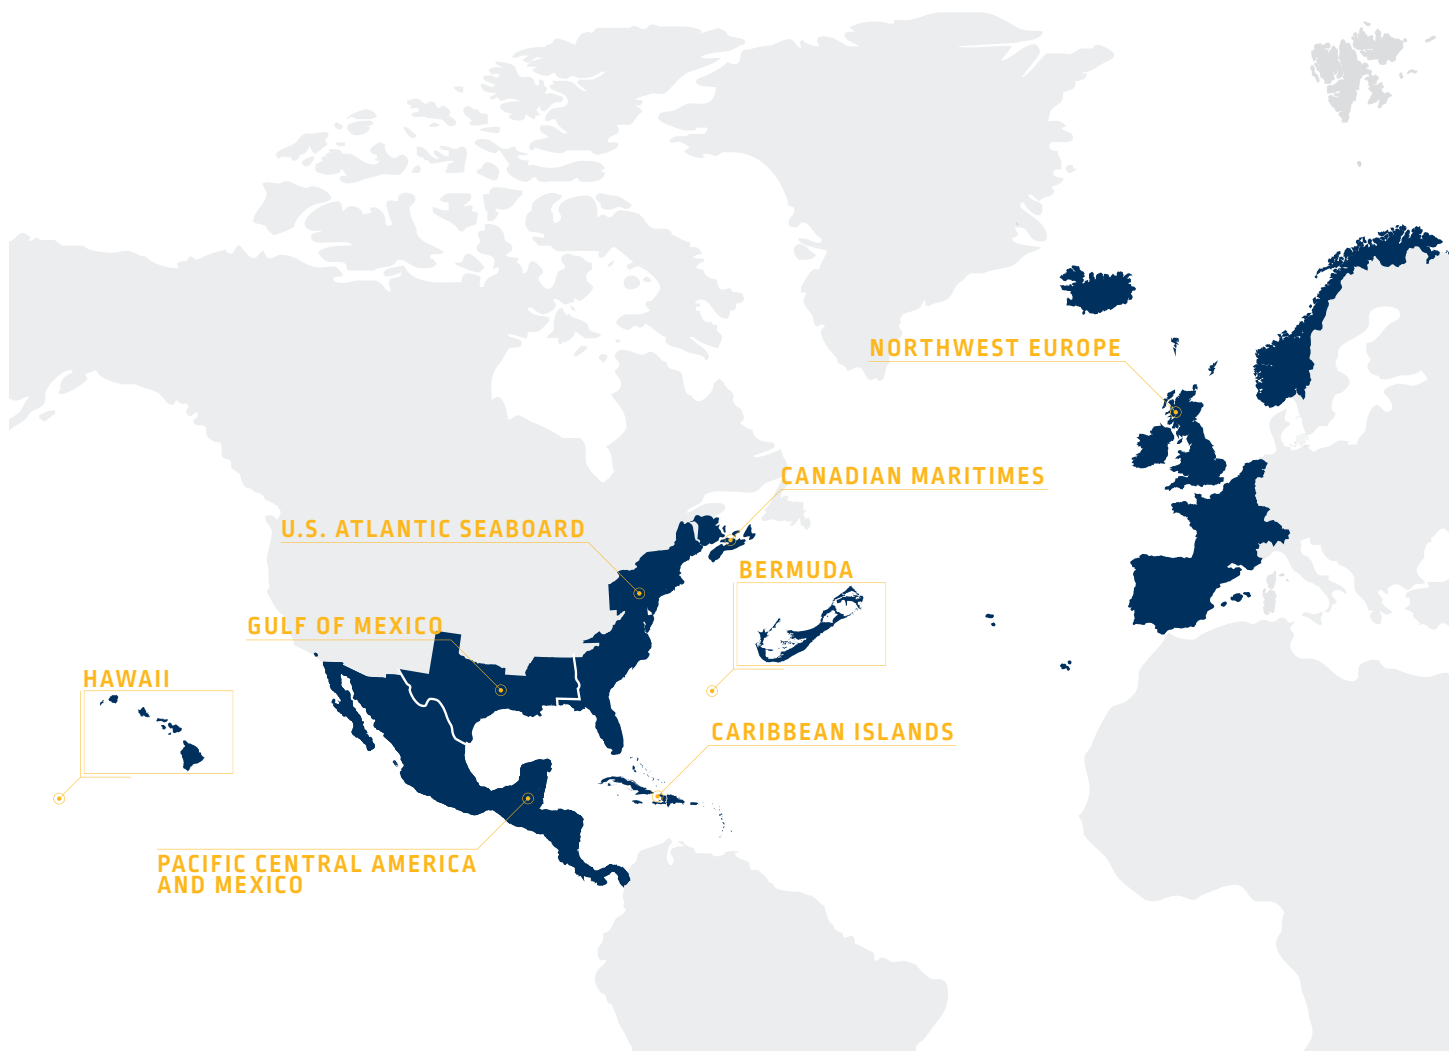 NORTHWEST EUROPE
CANADIAN MARITIMES
U.S. ATLANTIC SEABOARD
BERMUDA
GULF OF MEXICO
HAWAII
CARIBBEAN ISLANDS
PACIFIC CENTRAL AMERICA
AND MEXICO